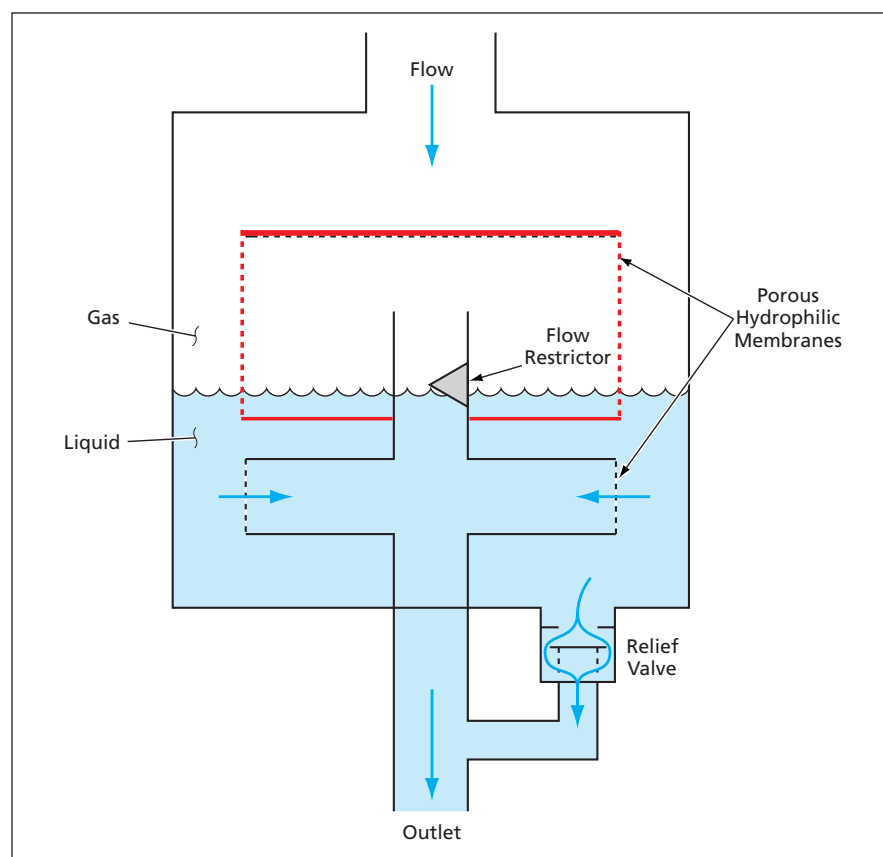 Flow
Gas
Flow
Restrictor
Porous
Hydrophilic
Membranes
Liquid
Relief
Valve
Outlet